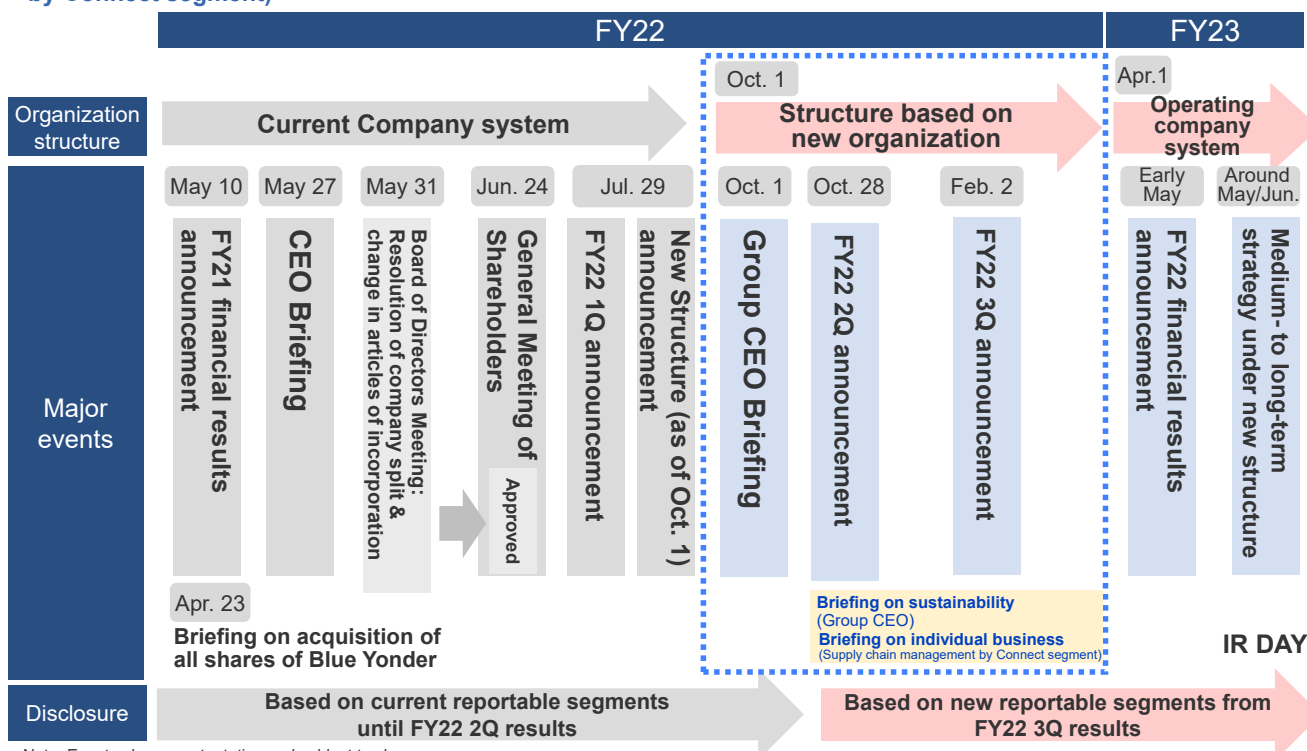 by Connect segment)
FY22
FY23
Oct. 1
Apr.1
Organization
structure
Current Company system
Structure based on
new organization
Operating
company
system
Major
events
May 10
May 27
May 31
Jun. 24
Jul. 29
Oct. 1
Oct. 28
Feb. 2
Early
May
Around
May/Jun.
FY21 financial results
announcement
CEO Briefing
Board of Directors Meeting:
Resolution of company split &
change in articles of incorporation
General Meeting of
Shareholders
Approved
FY22 1Q announcement
New Structure (as of Oct. 1)
announcement
Group CEO Briefing
FY22 2Q announcement
FY22 3Q announcement
FY22 financial results
announcement
Medium- to long-term
strategy under new structure
Apr. 23
Briefing on acquisition of
all shares of Blue Yonder
Briefing on sustainability
(Group CEO)
Briefing on individual business
(Supply chain management by Connect segment)
IR DAY
Disclosure
Based on current reportable segments
until FY22 2Q results
Based on new reportable segments from
FY22 3Q results